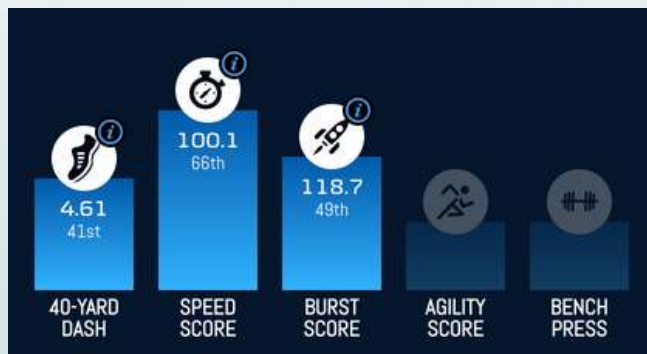 100.1
66th
4.61
41st
118.7
49th
40-YARD
DASH
SPEED
SCORE
BURST
SCORE
AGILITY
SCORE
BENCH
PRESS